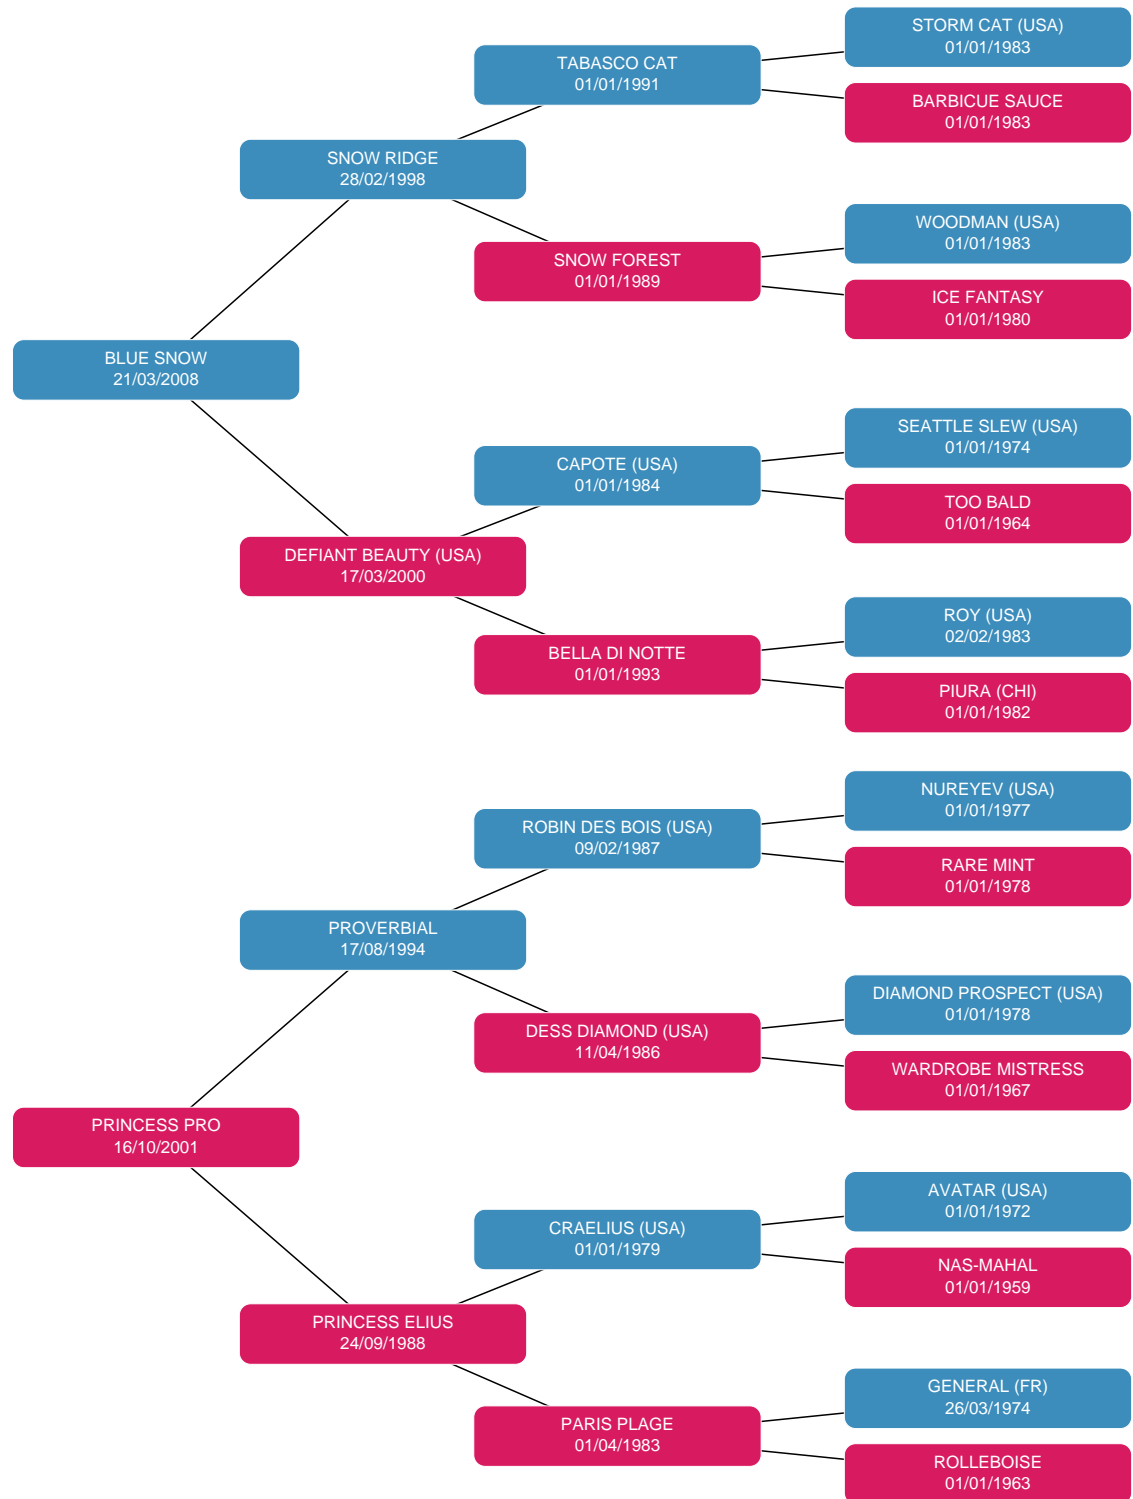 STORM CAT (USA)
01/01/1983
TABASCO CAT
01/01/1991
BARBICUE SAUCE
01/01/1983
SNOW RIDGE
28/02/1998
WOODMAN (USA)
01/01/1983
SNOW FOREST
01/01/1989
ICE FANTASY
01/01/1980
BLUE SNOW
21/03/2008
SEATTLE SLEW (USA)
01/01/1974
CAPOTE (USA)
01/01/1984
TOO BALD
01/01/1964
DEFIANT BEAUTY (USA)
17/03/2000
ROY (USA)
02/02/1983
BELLA DI NOTTE
01/01/1993
PIURA (CHI)
01/01/1982
NUREYEV (USA)
01/01/1977
ROBIN DES BOIS (USA)
09/02/1987
RARE MINT
01/01/1978
PROVERBIAL
17/08/1994
DIAMOND PROSPECT (USA)
01/01/1978
DESS DIAMOND (USA)
11/04/1986
WARDROBE MISTRESS
01/01/1967
PRINCESS PRO
16/10/2001
AVATAR (USA)
01/01/1972
CRAELIUS (USA)
01/01/1979
NAS-MAHAL
01/01/1959
PRINCESS ELIUS
24/09/1988
GENERAL (FR)
26/03/1974
PARIS PLAGE
01/04/1983
ROLLEBOISE
01/01/1963